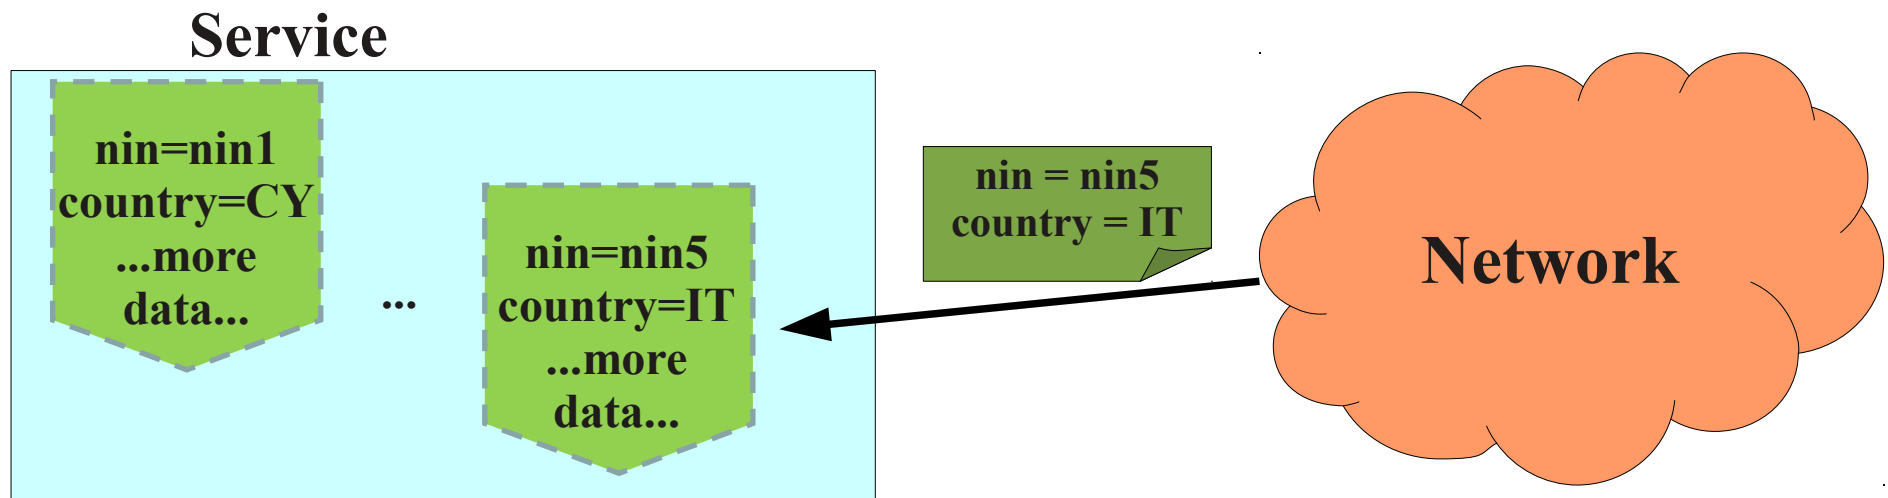 Service
nin=nin1
country=CY
...more
data...
...
nin=nin5
country=IT
...more
data...
nin = nin5
country = IT
Network